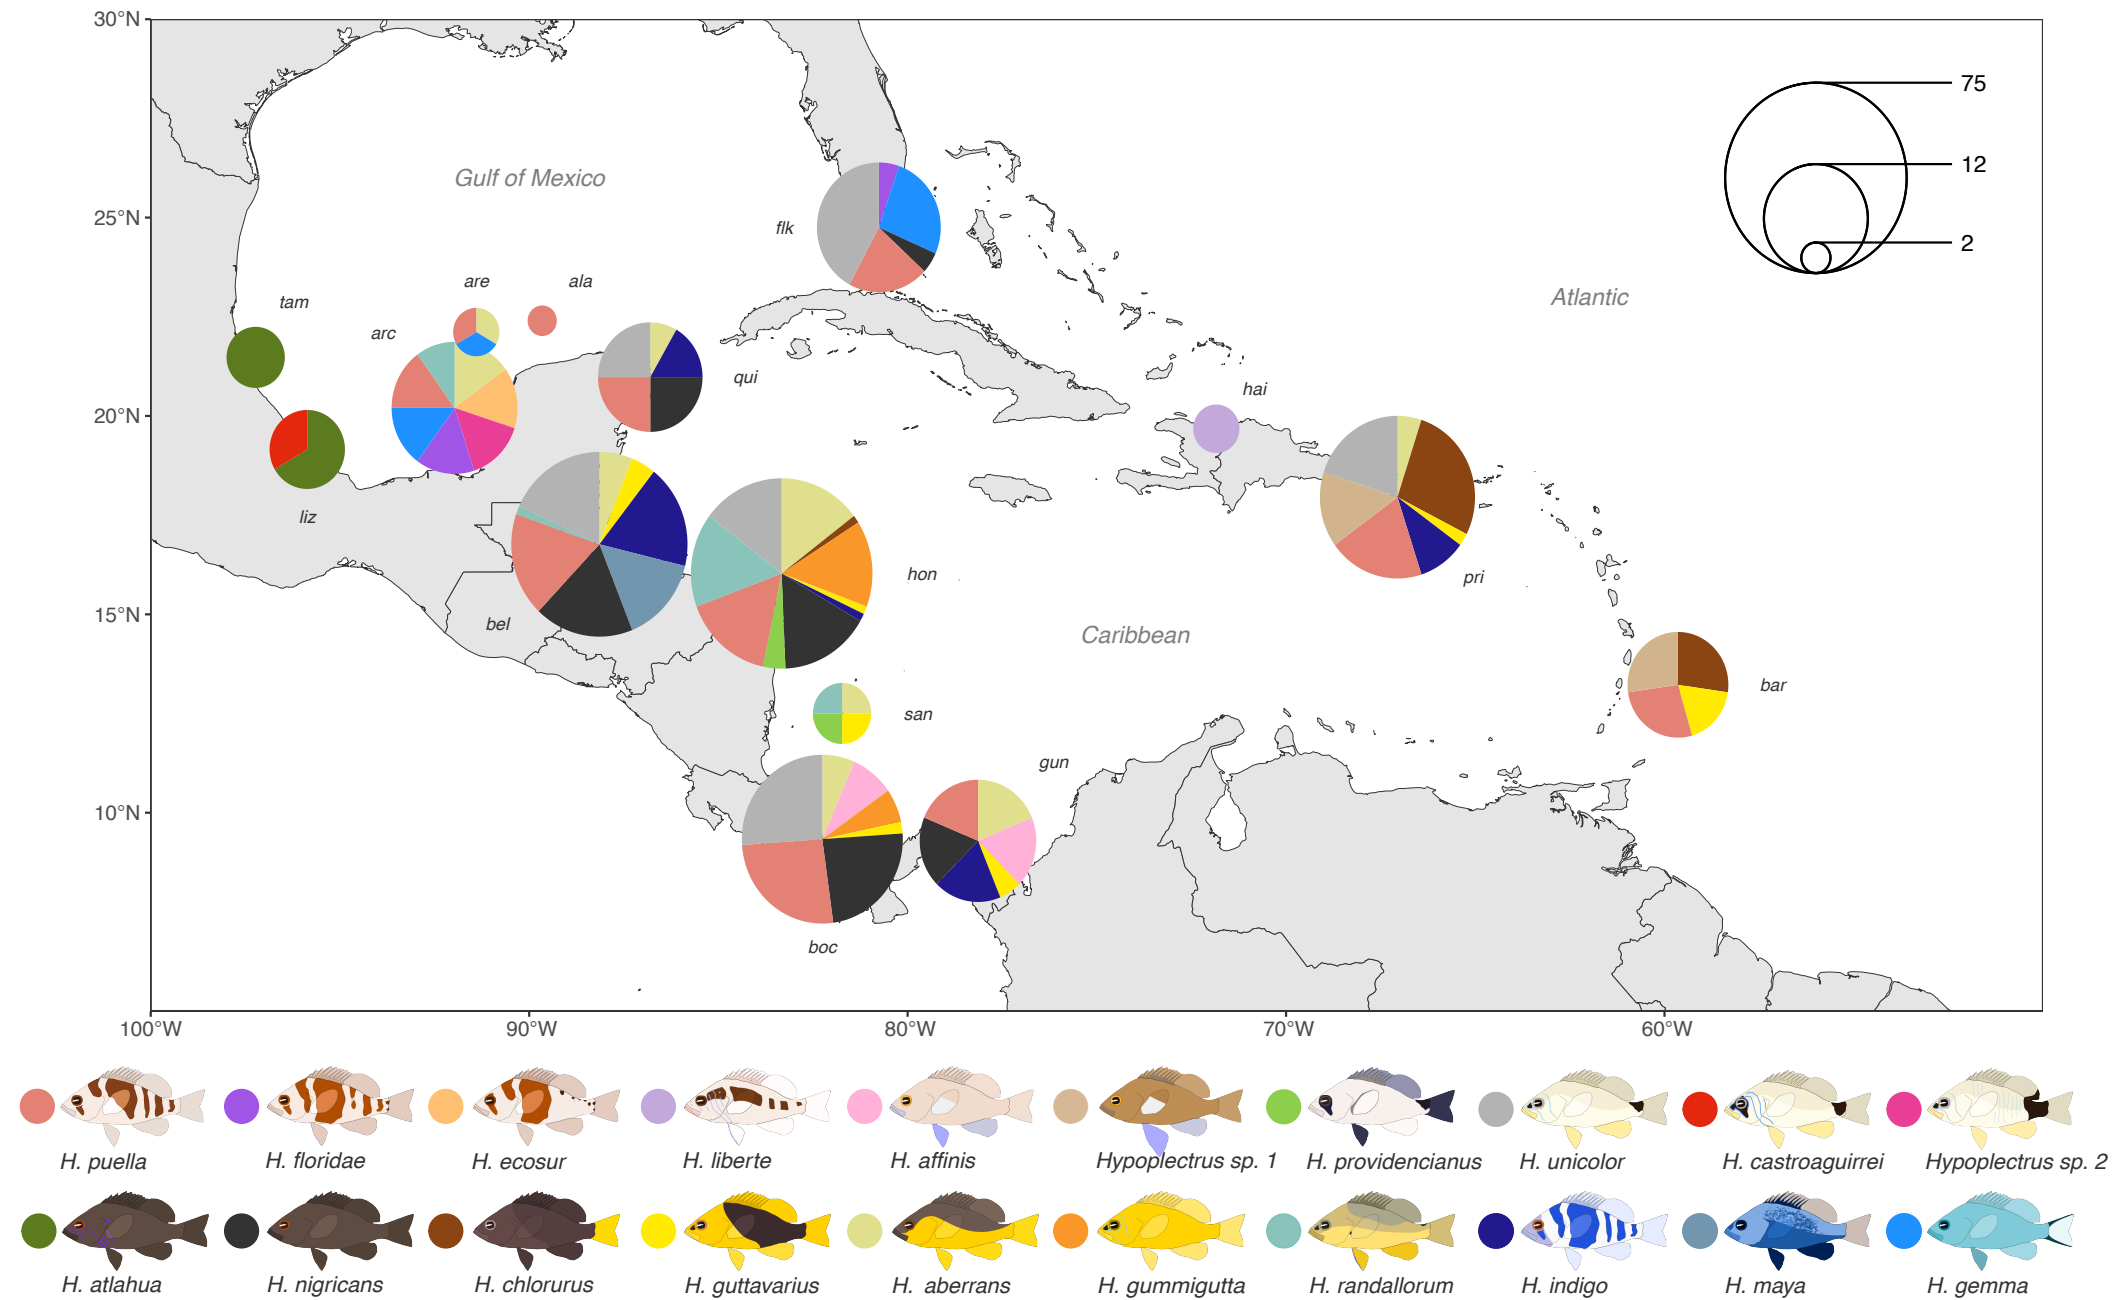 30°N
75
12
Gulf of Mexico
25°N
flk
2
are
ala
Atlantic
tam
arc
qui
hai
20°N
liz
hon
pri
15°N
bel
Caribbean
bar
san
gun
10°N
boc
100°W 90°W 80°W 70°W 60°W
H. puella H. floridae H. ecosur H. liberte H. affinis Hypoplectrus sp. 1 H. providencianus H. unicolor H. castroaguirrei Hypoplectrus sp. 2
H. atlahua H. nigricans H. chlorurus H. guttavarius H. aberrans H. gummigutta H. randallorum H. indigo H. maya H. gemma